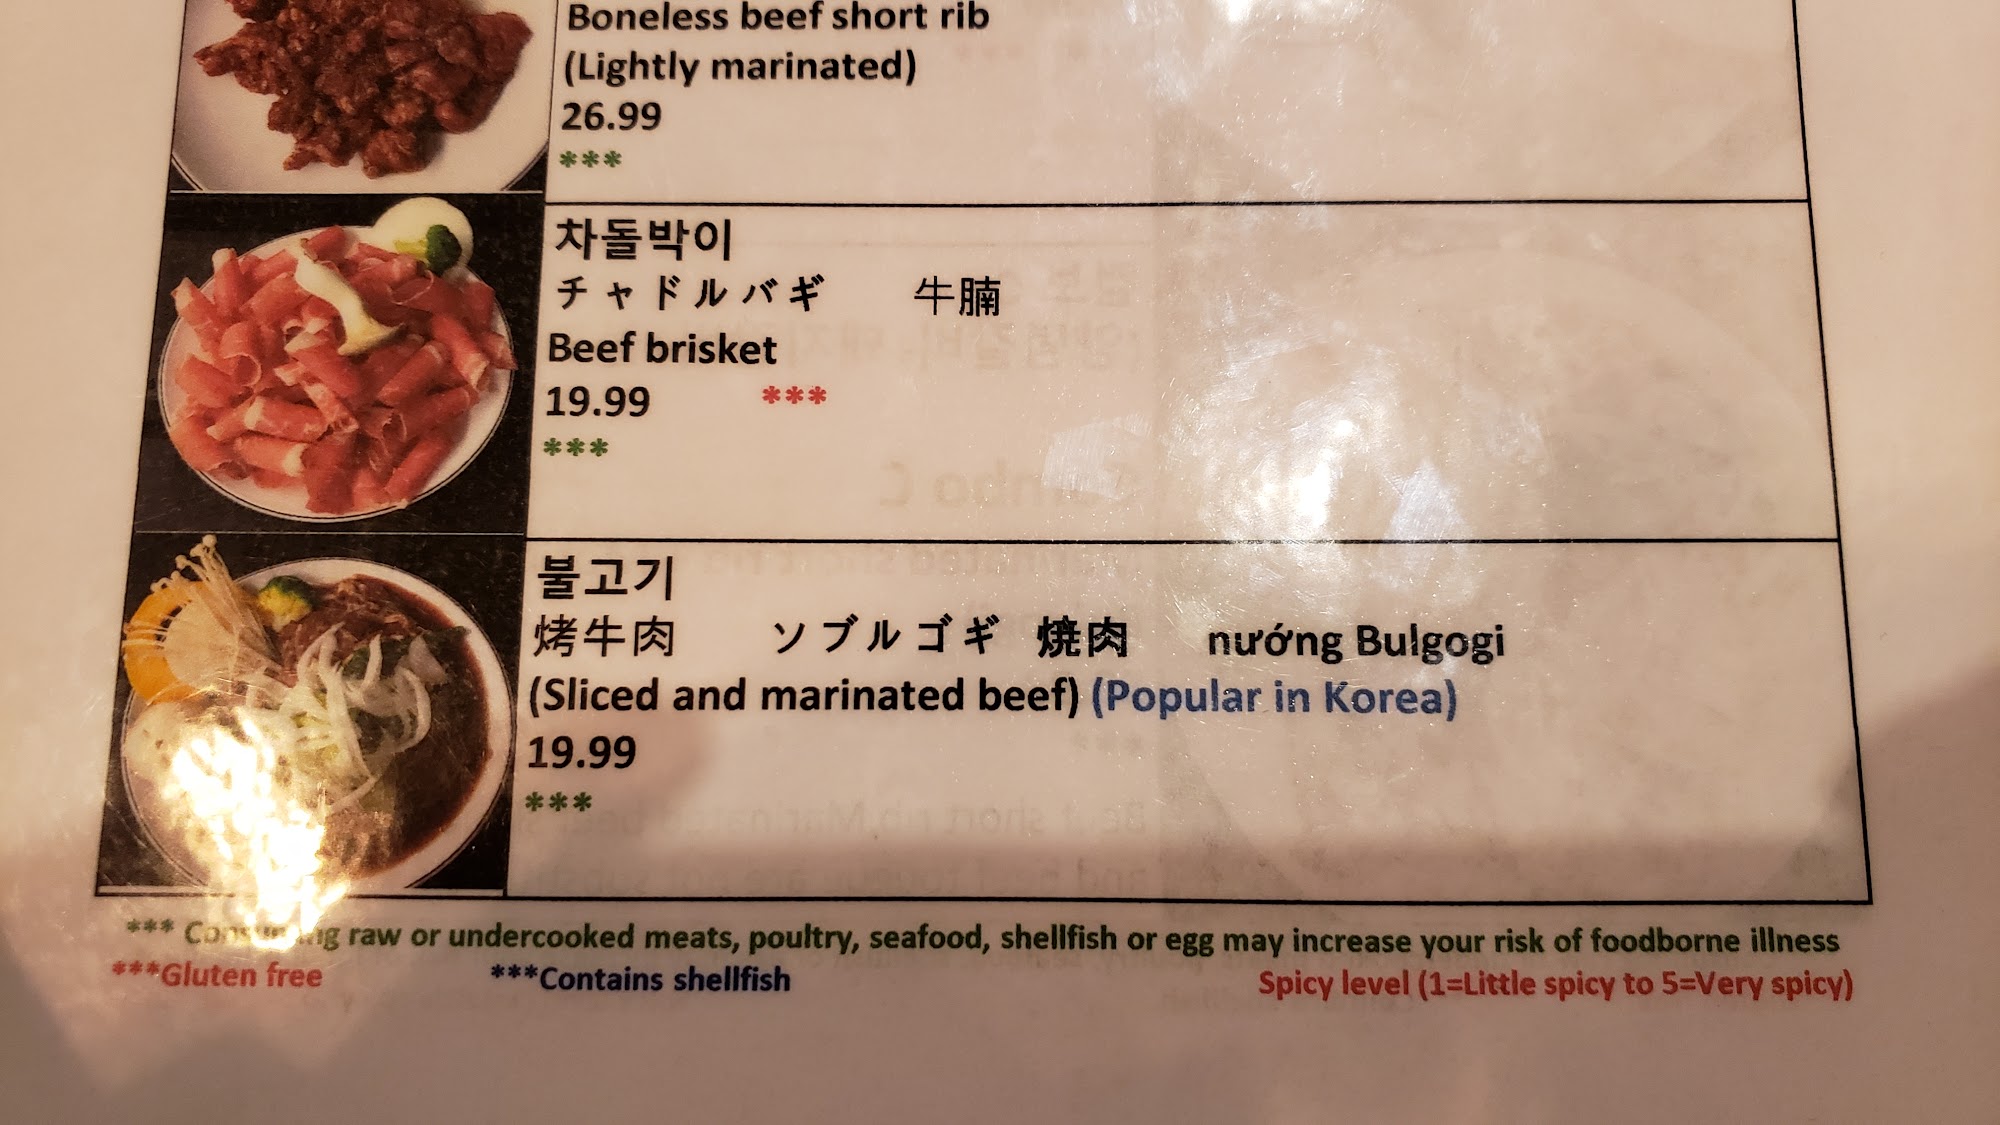 Boneless beef short rib
(Lightly marinated)
26.99
***
차돌박이
チャドルバギ 牛腩
Beef brisket
19.99 ***
***
불고기
烤牛肉 ソブルゴギ 焼肉 nướng Bulgogi
(Sliced and marinated beef) (Popular in Korea)
19.99
***
*** Consuming raw or undercooked meats, poultry, seafood, shellfish or egg may increase your risk of foodborne illness
***Gluten free ***Contains shellfish Spicy level (1=Little spicy to 5=Very spicy)